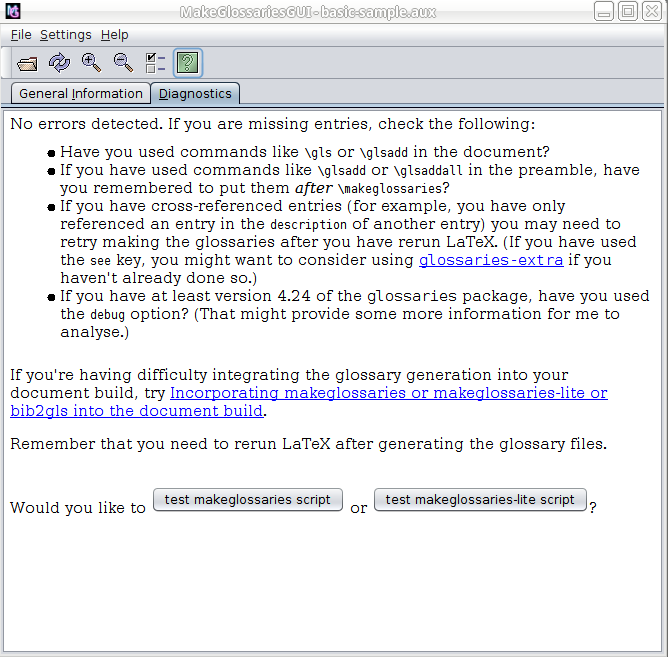 MakeGlossariesGUI - basic-sample.aux
File Settings Help
General Information Diagnostics
No errors detected. If you are missing entries, check the following:
Have you used commands like \gls or \glsadd in the document?
If you have used commands like \glsadd or \glsaddall in the preamble, have
you remembered to put them after \makeglossaries?
If you have cross-referenced entries (for example, you have only
referenced an entry in the description of another entry) you may need to
retry making the glossaries after you have rerun LaTeX. (If you have used
the see key, you might want to consider using glossaries-extra if you
haven't already done so.)
If you have at least version 4.24 of the glossaries package, have you used
the debug option? (That might provide some more information for me to
analyse.)
If you're having difficulty integrating the glossary generation into your
document build, try Incorporating makeglossaries or makeglossaries-lite or
bib2gls into the document build.
Remember that you need to rerun LaTeX after generating the glossary files.
Would you like to test makeglossaries script or test makeglossaries-lite script ?